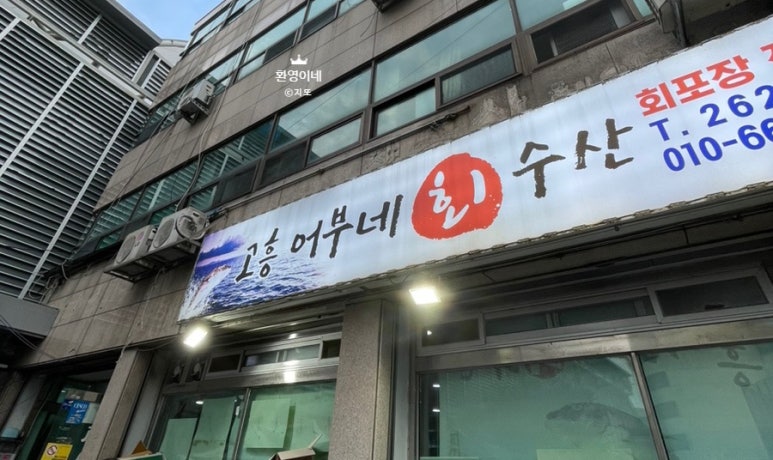 환영이네
©지또
고흥 어부네 회 수산
회포장
T. 262
010-66